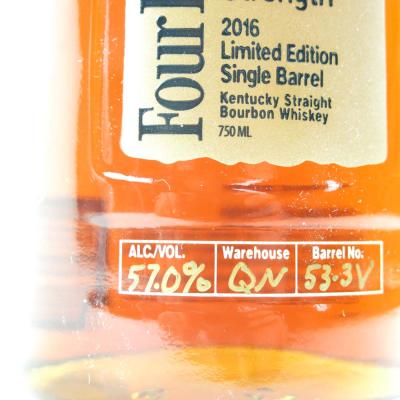 Strength
Four
2016
Limited Edition
Single Barrel
Kentucky Straight
Bourbon Whiskey
750 ML
ALC./VOL. Warehouse Barrel No:
57.0% QN 53-3V